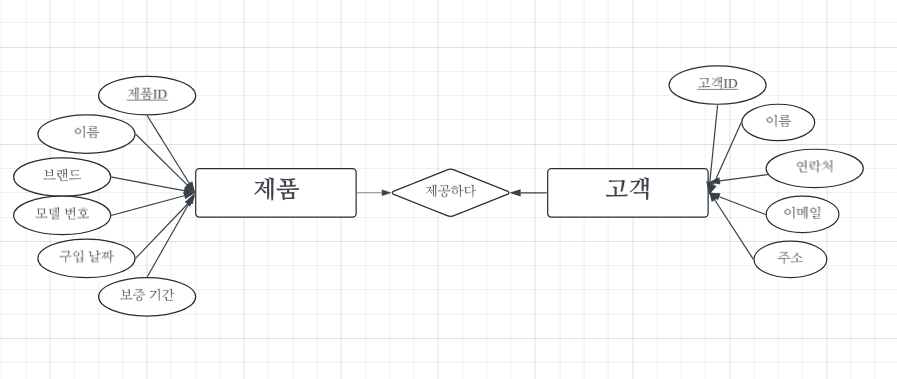 제품ID
이름
브랜드
모델 번호
구입 날짜
보증 기간
제품
제공하다
고객
고객ID
이름
연락처
이메일
주소